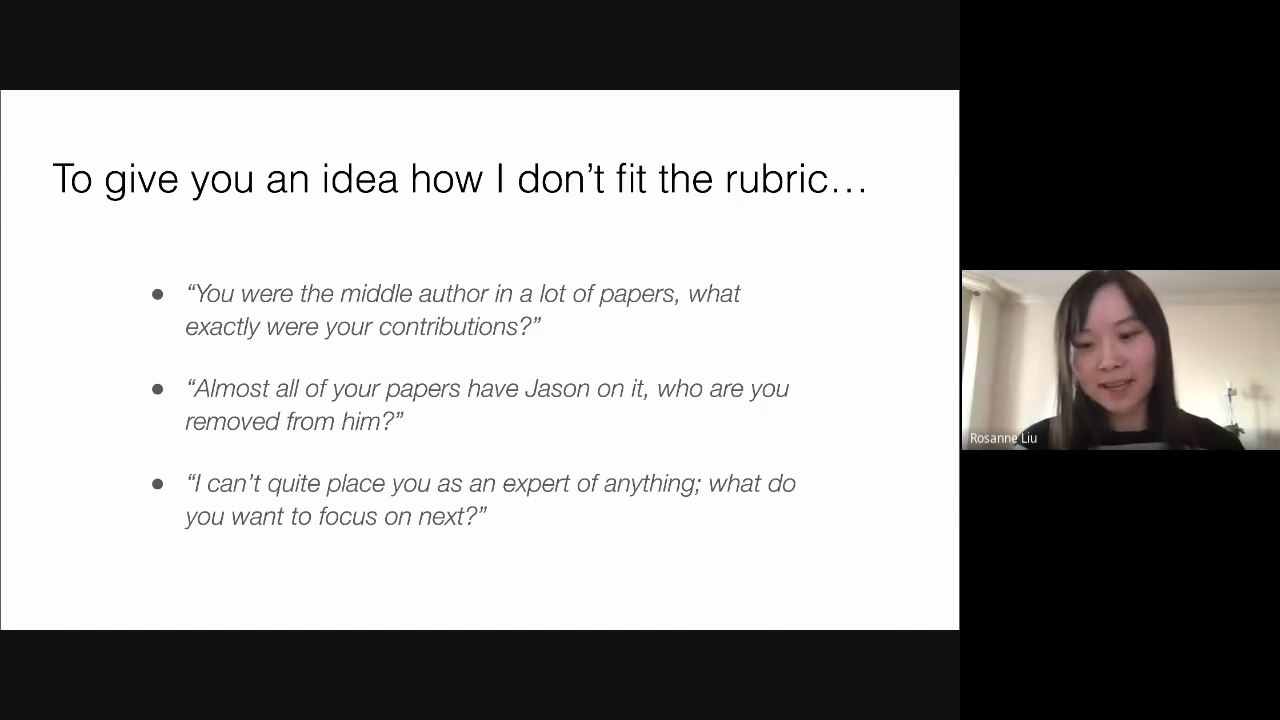 To give you an idea how I don’t fit the rubric…
● “You were the middle author in a lot of papers, what
exactly were your contributions?”
● “Almost all of your papers have Jason on it, who are you
removed from him?”
● “I can’t quite place you as an expert of anything; what do
you want to focus on next?”
Rosanne Liu